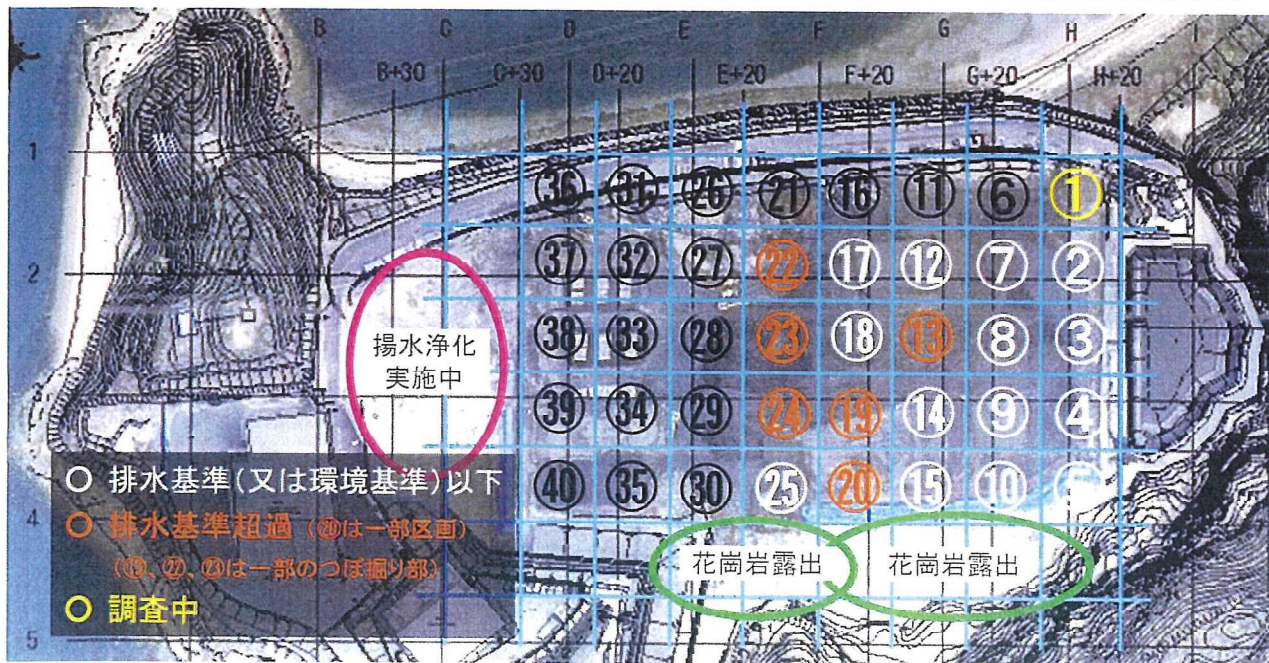 B C D E F G H I
B+30 C+30 D+20 E+20 F+20 G+20 H+20
1
㊱ ㉛ ㉖ ㉑ ⑯ ⑪ ⑥ ①
2
㊲ ㉜ ㉗ ㉒ ⑰ ⑫ ⑦ ②
揚水浄化
実施中
㊳ ㉝ ㉘ ㉓ ⑱ ⑬ ⑧ ③
㊴ ㉞ ㉙ ㉔ ⑲ ⑭ ⑨ ④
㊵ ㉟ ㉚ ㉕ ⑳ ⑮ ⑩
4
花崗岩露出 花崗岩露出
5
○ 排水基準(又は環境基準)以下
○ 排水基準超過 (⑳は一部区画)
(⑲、㉒、㉓は一部のつぼ掘り部)
○ 調査中